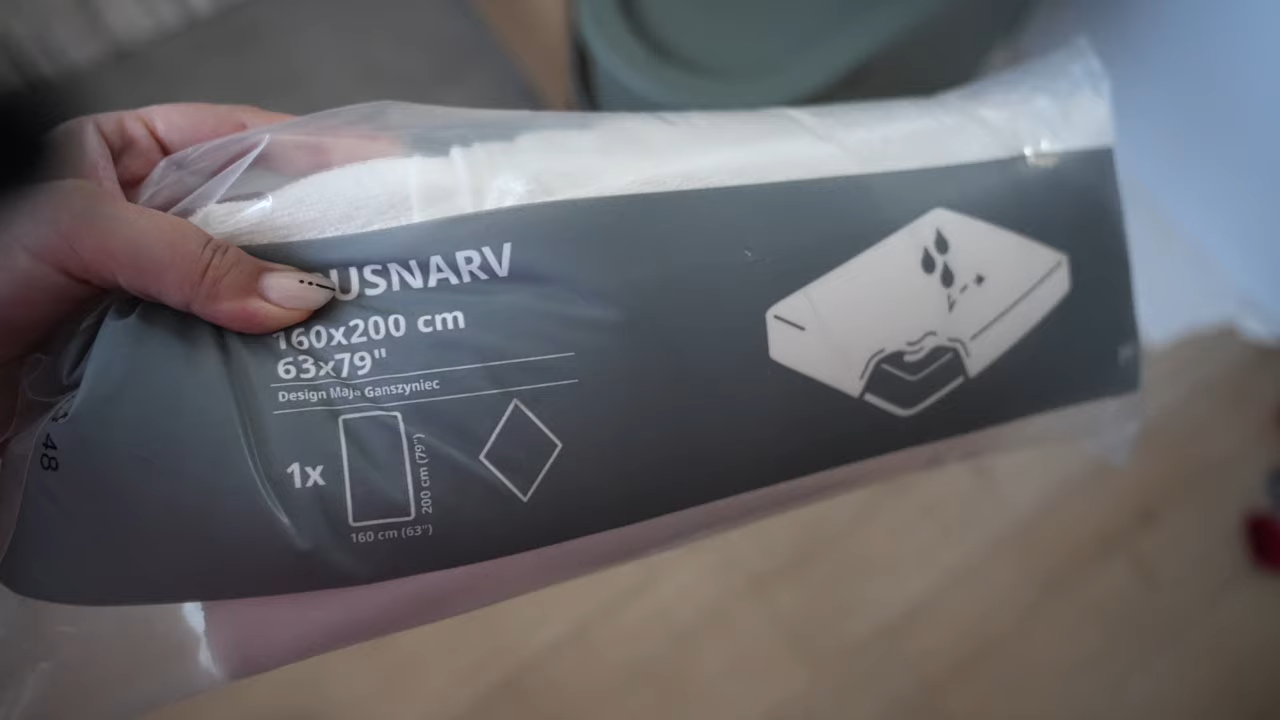 USNARV
160x200 cm
63x79"
Design Maja Ganszyniec
1x
200 cm (79")
160 cm (63")
48